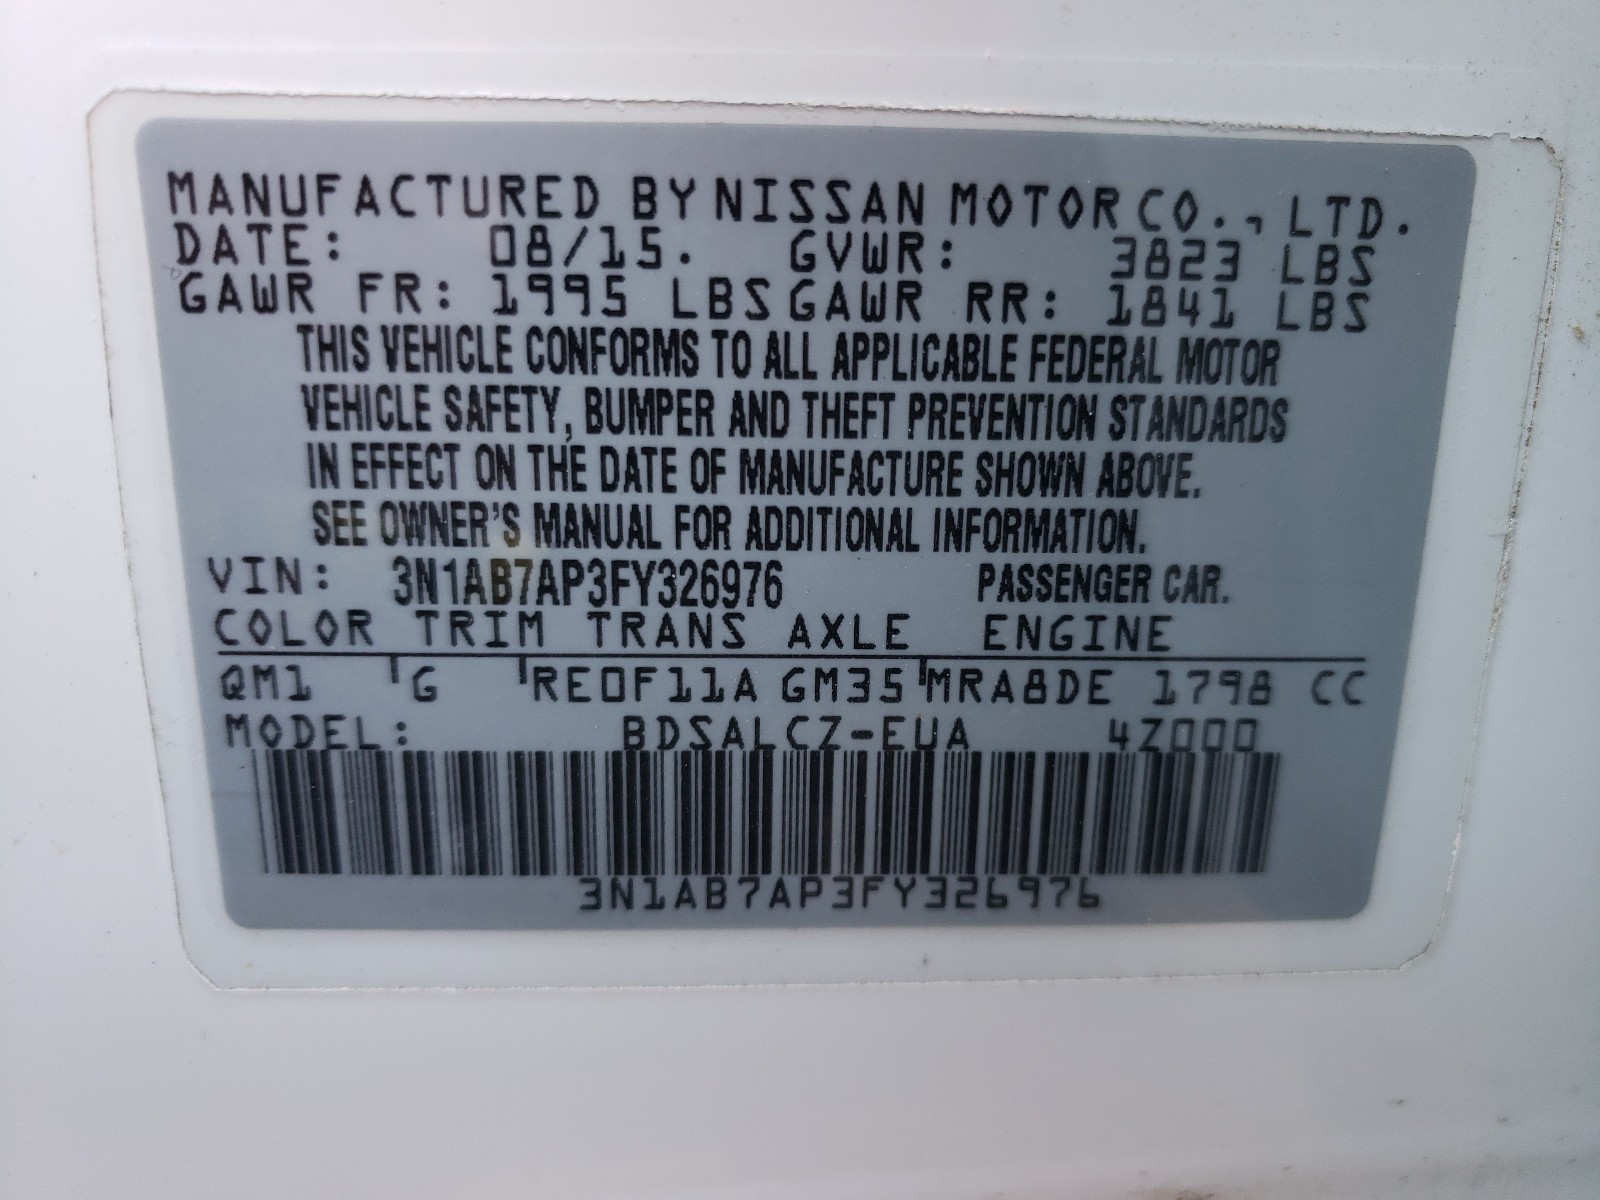 MANUFACTURED BY NISSAN MOTOR CO., LTD.
DATE: 08/15. GVWR: 3823 LBS
GAWR FR: 1995 LBS GAWR RR: 1841 LBS
THIS VEHICLE CONFORMS TO ALL APPLICABLE FEDERAL MOTOR
VEHICLE SAFETY, BUMPER AND THEFT PREVENTION STANDARDS
IN EFFECT ON THE DATE OF MANUFACTURE SHOWN ABOVE.
SEE OWNER'S MANUAL FOR ADDITIONAL INFORMATION.
VIN: 3N1AB7AP3FY326976 PASSENGER CAR.
COLOR TRIM TRANS AXLE ENGINE
QM1 G RE0F11A GM35 MRA8DE 1798 CC
MODEL: BDSALCZ-EUA 4Z000
3N1AB7AP3FY326976